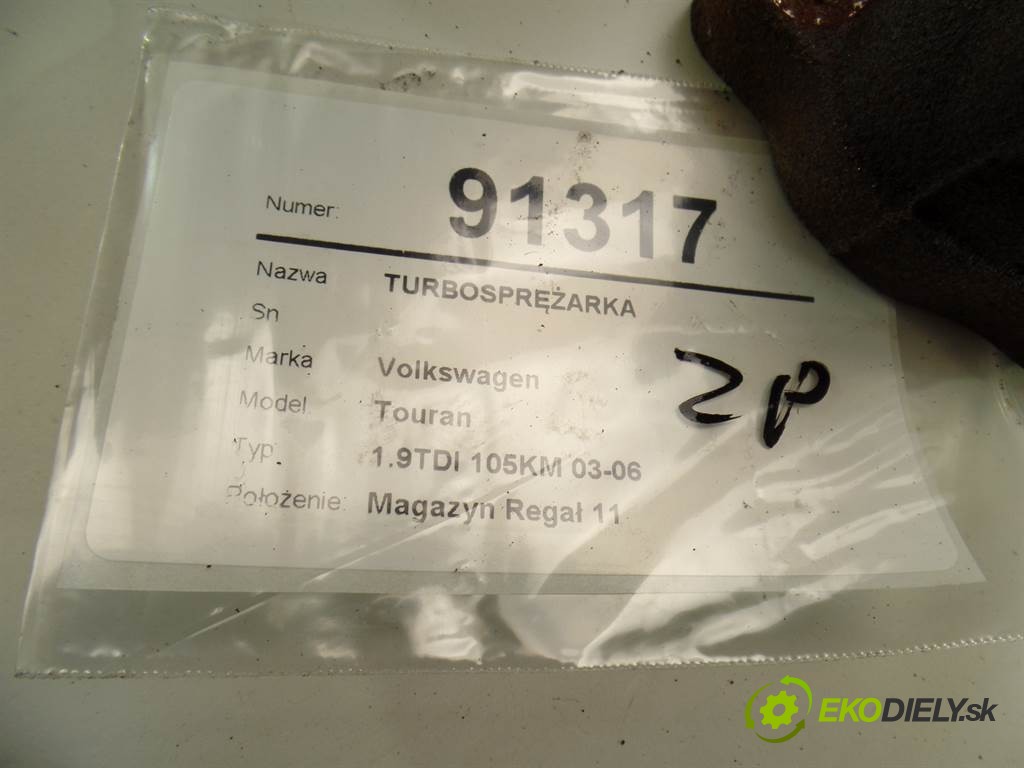 Numer: 91317
Nazwa TURBOSPRĘŻARKA
Sn
Marka Volkswagen
Model Touran
Typ 1.9TDI 105KM 03-06
Położenie: Magazyn Regał 11
ZP
EKODIELY.sk